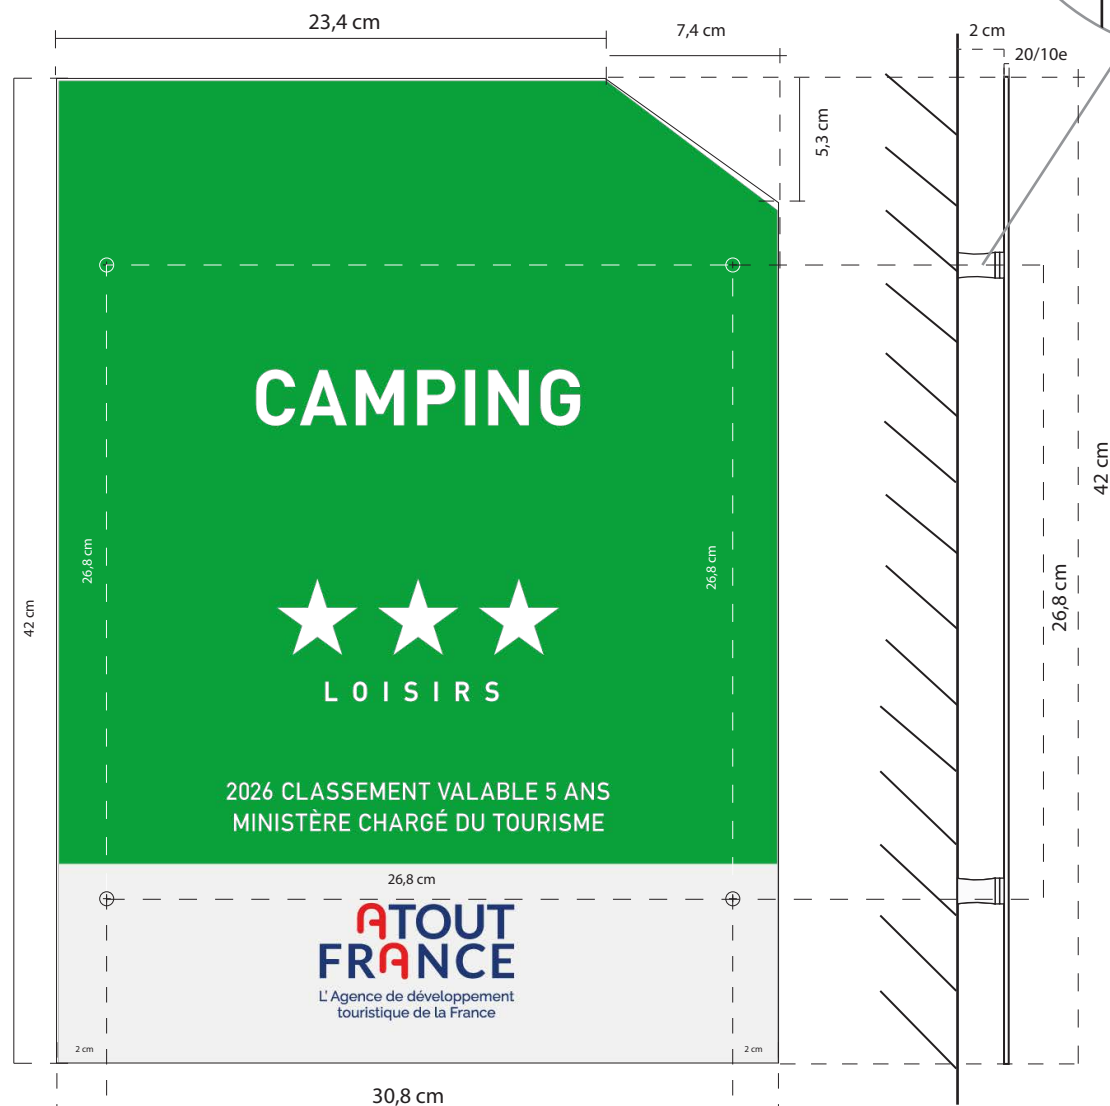 23,4 cm
7,4 cm
2 cm
20/10e
5,3 cm
CAMPING
42 cm
26,8 cm
26,8 cm
26,8 cm
42 cm
LOISIRS
2026 CLASSEMENT VALABLE 5 ANS
MINISTÈRE CHARGÉ DU TOURISME
26,8 cm
ATOUT
FRANCE
L'Agence de développement
touristique de la France
2 cm
2 cm
30,8 cm